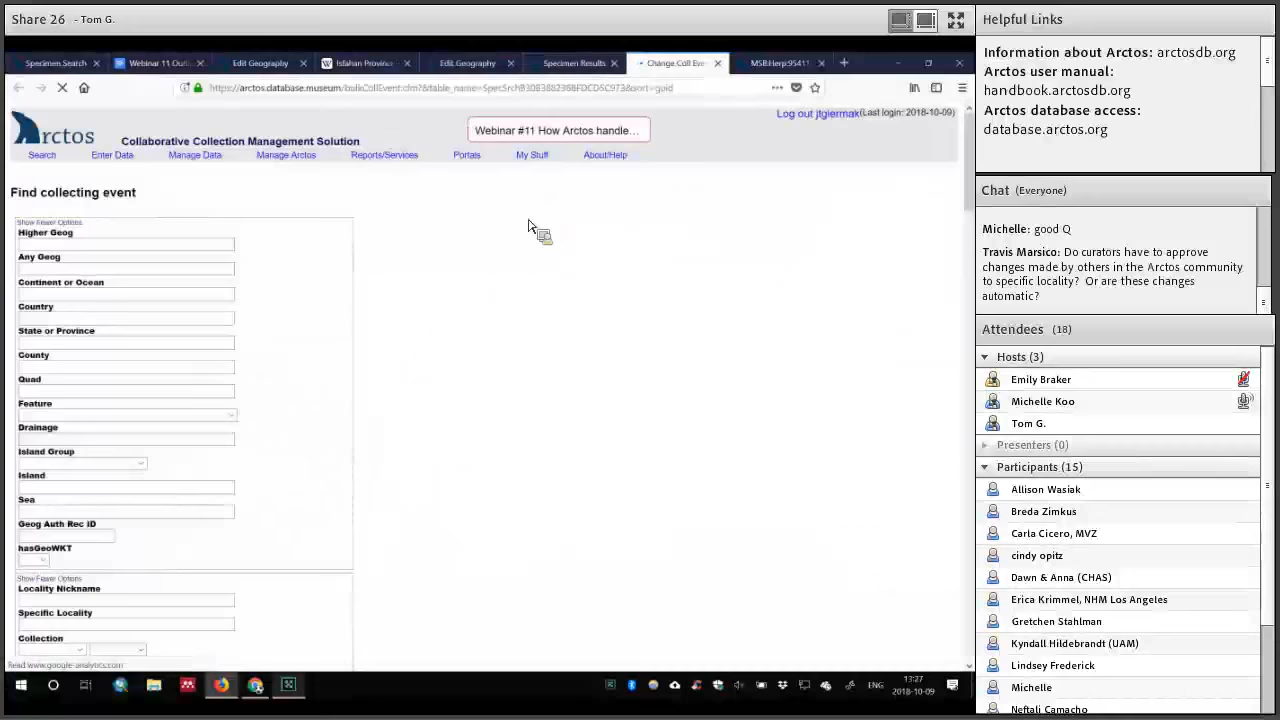 Share 26 - Tom G.
Specimen Search
Webinar 11 Outli
Edit Geography
Isfahan Province
Edit Geography
Specimen Results
Change Coll Eve
MSB:Herp:95411
Arctos
Collaborative Collection Management Solution
Webinar #11 How Arctos handle...
Log out jtgiermak(Last login: 2018-10-09)
Search
Enter Data
Manage Data
Manage Arctos
Reports/Services
Portals
My Stuff
About/Help
Find collecting event
Show Fewer Options
Higher Geog
Any Geog
Continent or Ocean
Country
State or Province
County
Quad
Feature
Drainage
Island Group
Island
Sea
Geog Auth Rec ID
hasGeoWKT
Show Fewer Options
Locality Nickname
Specific Locality
Collection
Read www.google-analytics.com
ENG
13:27
2018-10-09
Helpful Links
Information about Arctos: arctosdb.org
Arctos user manual:
handbook.arctosdb.org
Arctos database access:
database.arctos.org
Chat (Everyone)
Michelle: good Q
Travis Marsico: Do curators have to approve
changes made by others in the Arctos community
to specific locality? Or are these changes
automatic?
Attendees (18)
Hosts (3)
Emily Braker
Michelle Koo
Tom G.
Presenters (0)
Participants (15)
Allison Wasiak
Breda Zimkus
Carla Cicero, MVZ
cindy opitz
Dawn & Anna (CHAS)
Erica Krimmel, NHM Los Angeles
Gretchen Stahlman
Kyndall Hildebrandt (UAM)
Lindsey Frederick
Michelle
Neftali Camacho